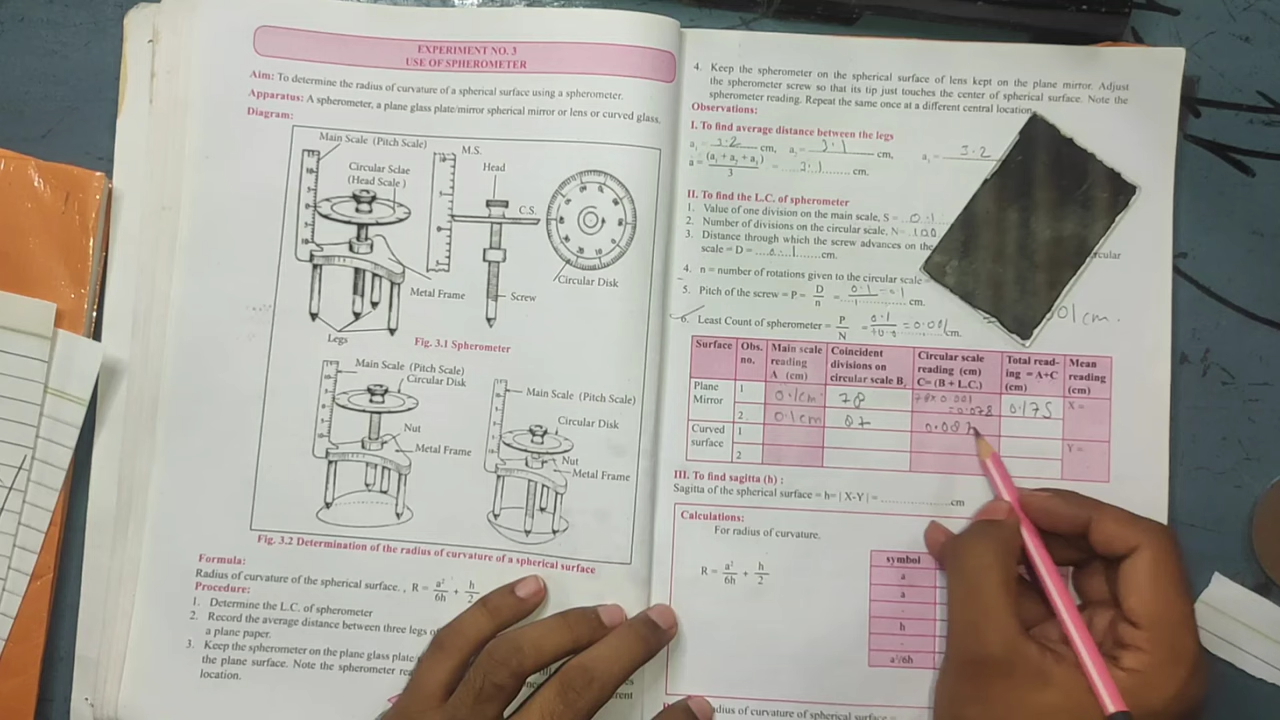 EXPERIMENT NO. 3
USE OF SPHEROMETER
Aim: To determine the radius of curvature of a spherical surface using a spherometer.
Apparatus: A spherometer, a plane glass plate/mirror spherical mirror or lens or curved glass.
Diagram:
Main Scale (Pitch Scale)
Circular Sclae
(Head Scale)
M.S.
Head
C.S.
Circular Disk
Metal Frame
Screw
Legs
Fig. 3.1 Spherometer
Main Scale (Pitch Scale)
Circular Disk
Nut
Metal Frame
Main Scale (Pitch Scale)
Circular Disk
Nut
Metal Frame
Fig. 3.2 Determination of the radius of curvature of a spherical surface
Formula:
Radius of curvature of the spherical surface., R = a²/6h + h/2
Procedure:
1. Determine the L.C. of spherometer
2. Record the average distance between three legs
a plane paper.
3. Keep the spherometer on the plane glass plate
the plane surface. Note the spherometer
location.
4. Keep the spherometer on the spherical surface of lens kept on the plane mirror. Adjust
the spherometer screw so that its tip just touches the center of spherical surface. Note the
spherometer reading. Repeat the same once at a different central location.
Observations:
I. To find average distance between the legs
a₁ = 3.2 cm, a₂ = 3.1 cm, a₃ = 3.2
a = (a₁ + a₂ + a₃)/3 = 3.1 cm.
II. To find the L.C. of spherometer
1. Value of one division on the main scale, S = 0.1
2. Number of divisions on the circular scale, N = 100
3. Distance through which the screw advances on the
scale = D = 0.1 cm.
4. n = number of rotations given to the circular scale
5. Pitch of the screw = P = D/n = 0.1/1 = .1 cm.
6. Least Count of spherometer = P/N = 0.1/100 = 0.001 cm.
01 cm.
Surface Obs. no. Main scale reading A (cm) Coincident divisions on circular scale B, Circular scale reading (cm) C= (B + L.C.) Total reading = A+C (cm) Mean reading (cm)
Plane Mirror 1 0.1cm 78 78×0.001 =0.078 0.175 X =
2. 0.1cm 87 0.087
Curved surface 1 Y =
2
III. To find sagitta (h) :
Sagitta of the spherical surface = h= | X-Y | = cm
Calculations:
For radius of curvature.
R = a²/6h + h/2
symbol
a
a
.
h
.
a²/6h
adius of curvature of spherical surface =